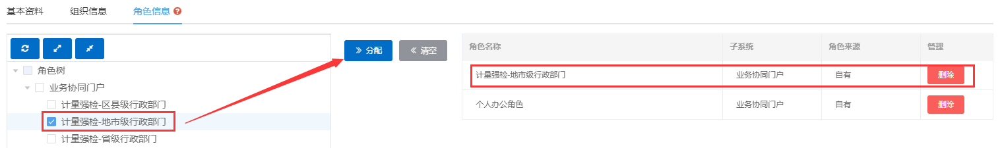 基本资料 组织信息 角色信息
分配 清空
角色名称 子系统 角色来源 管理
角色树
业务协同门户
计量强检-区县级行政部门
计量强检-地市级行政部门
计量强检-省级行政部门
计量强检-地市级行政部门 业务协同门户 自有 删除
个人办公角色 业务协同门户 自有 删除